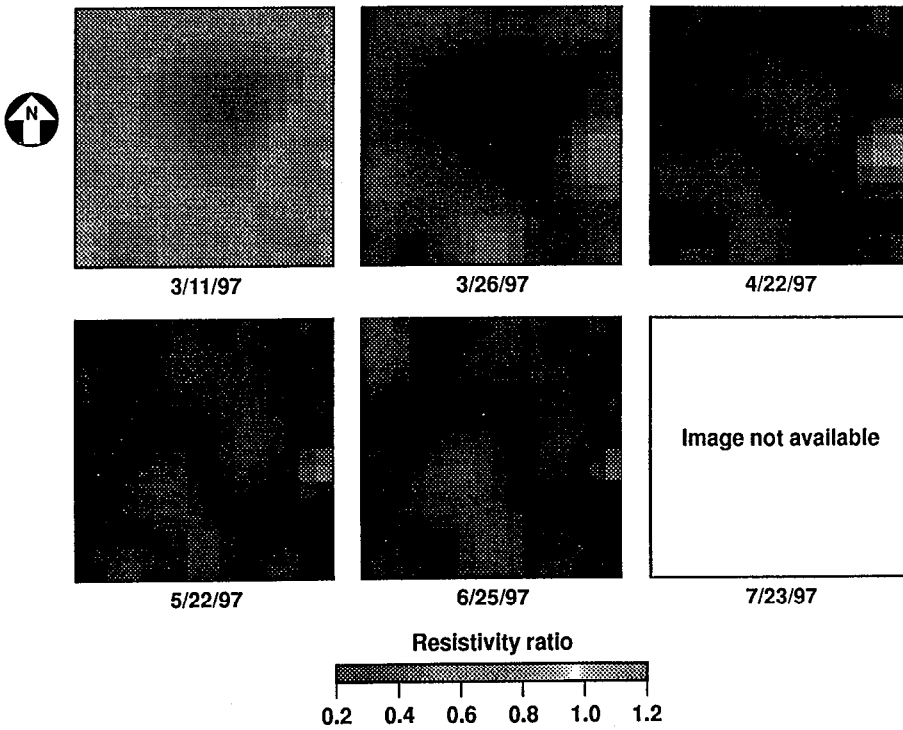 N
3/11/97
3/26/97
4/22/97
Image not available
5/22/97
6/25/97
7/23/97
Resistivity ratio
0.2 0.4 0.6 0.8 1.0 1.2